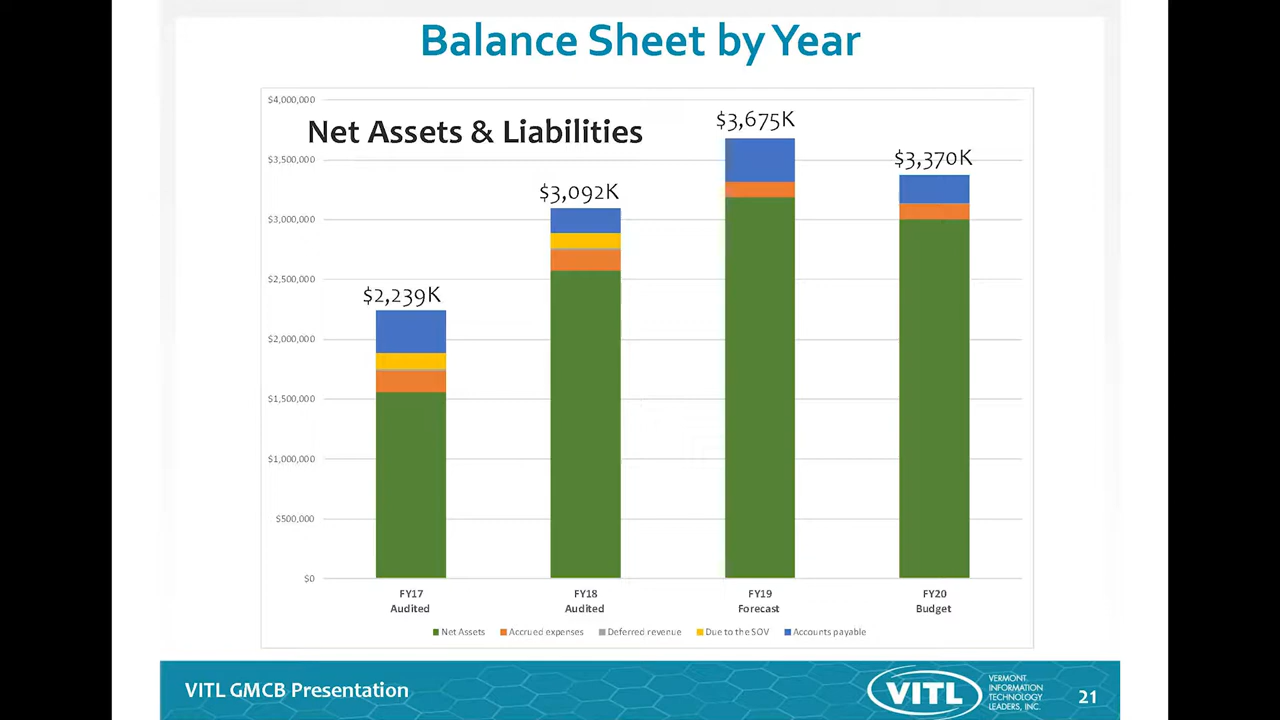 Balance Sheet by Year
Net Assets & Liabilities
$4,000,000
$3,500,000
$3,000,000
$2,500,000
$2,000,000
$1,500,000
$1,000,000
$500,000
$0
$2,239K
$3,092K
$3,675K
$3,370K
FY17
Audited
FY18
Audited
FY19
Forecast
FY20
Budget
Net Assets
Accrued expenses
Deferred revenue
Due to the SOV
Accounts payable
VITL GMCB Presentation
VITL
VERMONT
INFORMATION
TECHNOLOGY
LEADERS, INC.
21